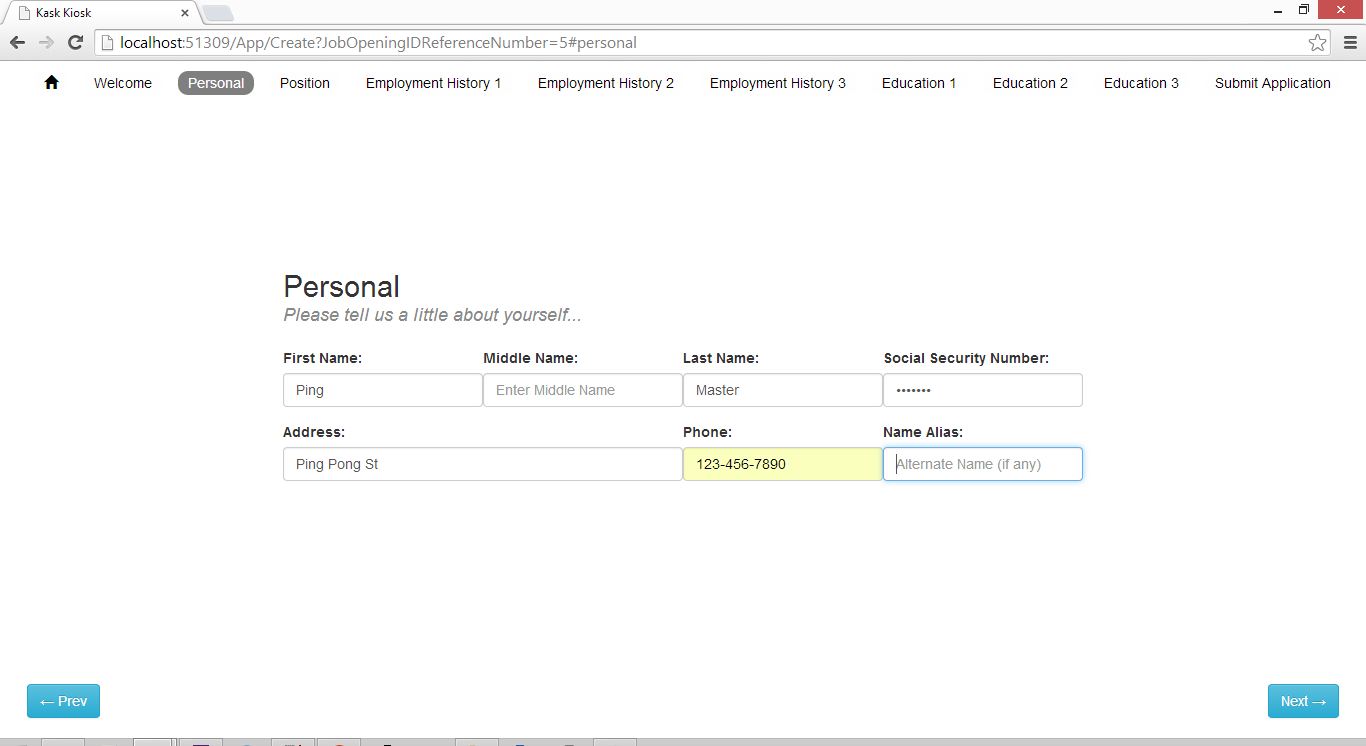 Kask Kiosk
localhost:51309/App/Create?JobOpeningIDReferenceNumber=5#personal
Welcome Personal Position Employment History 1 Employment History 2 Employment History 3 Education 1 Education 2 Education 3 Submit Application
Personal
Please tell us a little about yourself...
First Name: Middle Name: Last Name: Social Security Number:
Ping Enter Middle Name Master •••••••
Address: Phone: Name Alias:
Ping Pong St 123-456-7890 Alternate Name (if any)
← Prev Next →